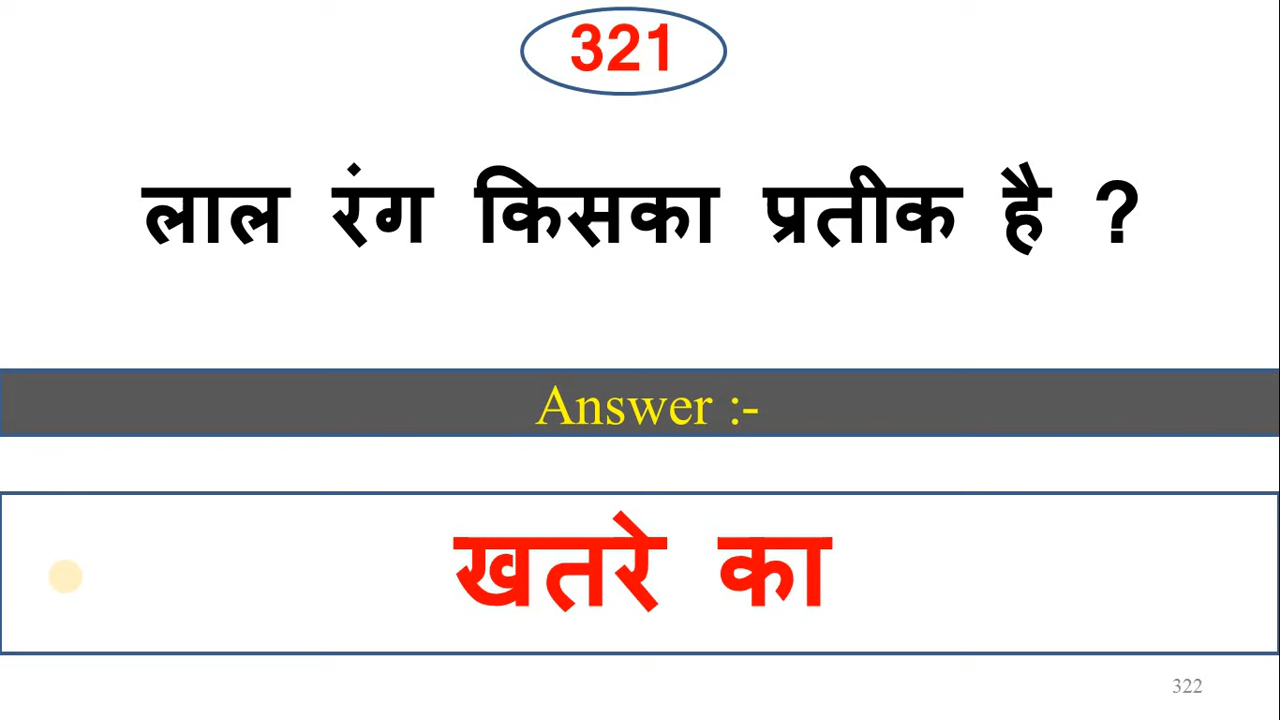 321
लाल रंग किसका प्रतीक है ?
Answer :-
खतरे का
322